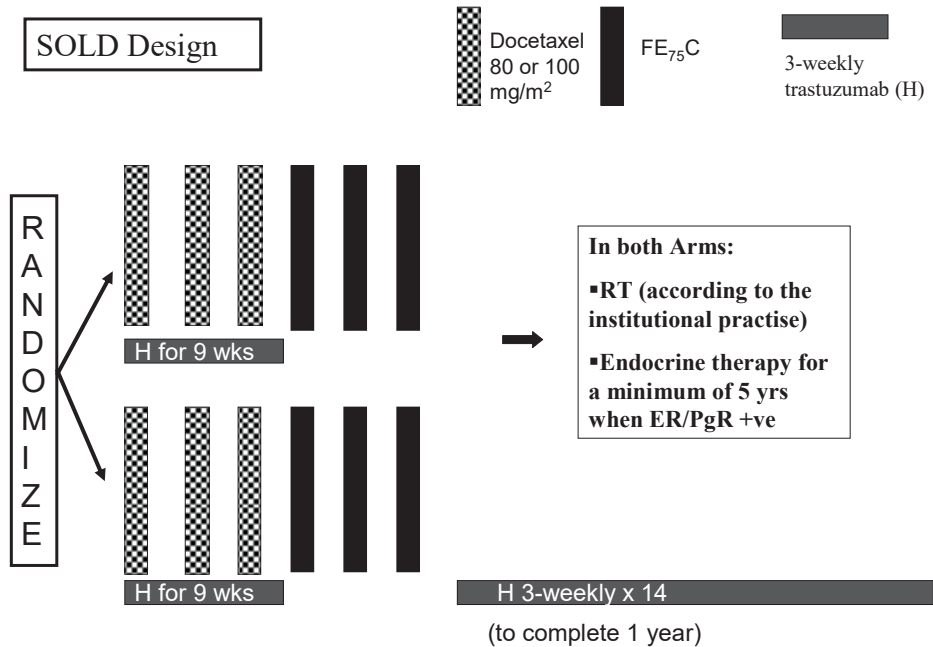 SOLD Design
Docetaxel
80 or 100
mg/m²
FE₇₅C
3-weekly
trastuzumab (H)
R
A
N
D
O
M
I
Z
E
H for 9 wks
In both Arms:
▪RT (according to the
institutional practise)
▪Endocrine therapy for
a minimum of 5 yrs
when ER/PgR +ve
H for 9 wks
H 3-weekly x 14
(to complete 1 year)